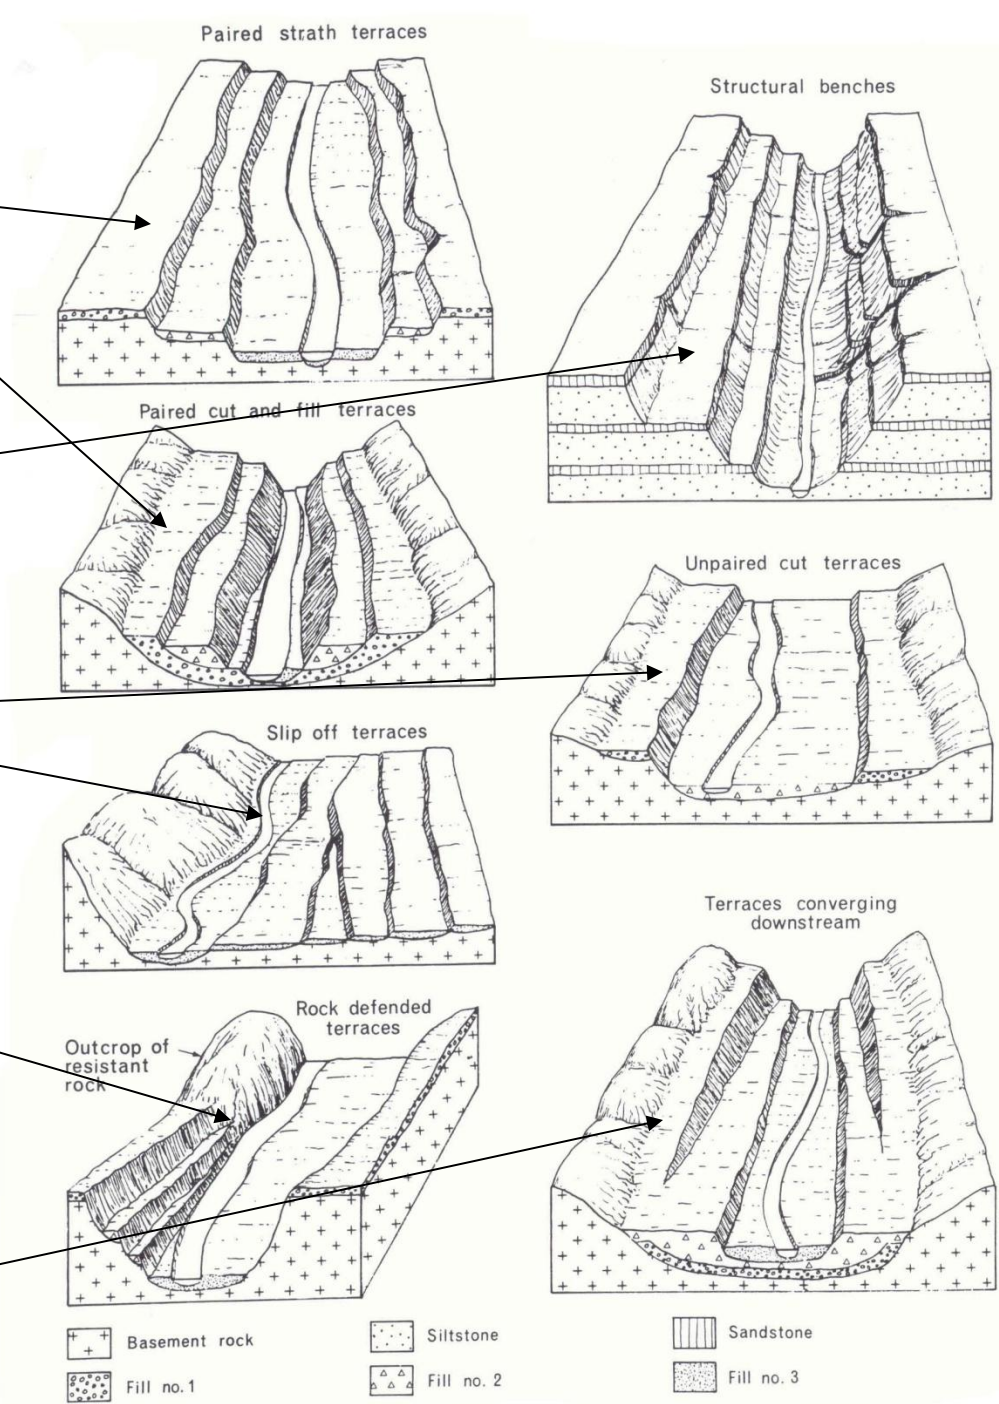 Paired strath terraces
Structural benches
Paired cut and fill terraces
Unpaired cut terraces
Slip off terraces
Terraces converging
downstream
Rock defended
terraces
Outcrop of
resistant
rock
Basement rock
Siltstone
Sandstone
Fill no. 1
Fill no. 2
Fill no. 3